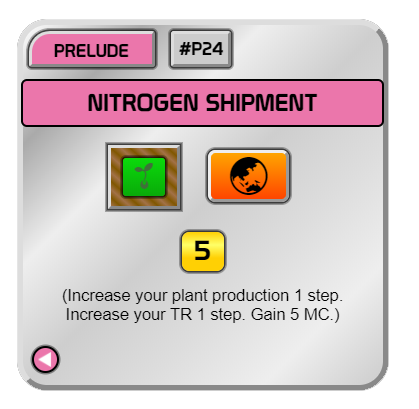 PRELUDE
#P24
NITROGEN SHIPMENT
5
(Increase your plant production 1 step.
Increase your TR 1 step. Gain 5 MC.)